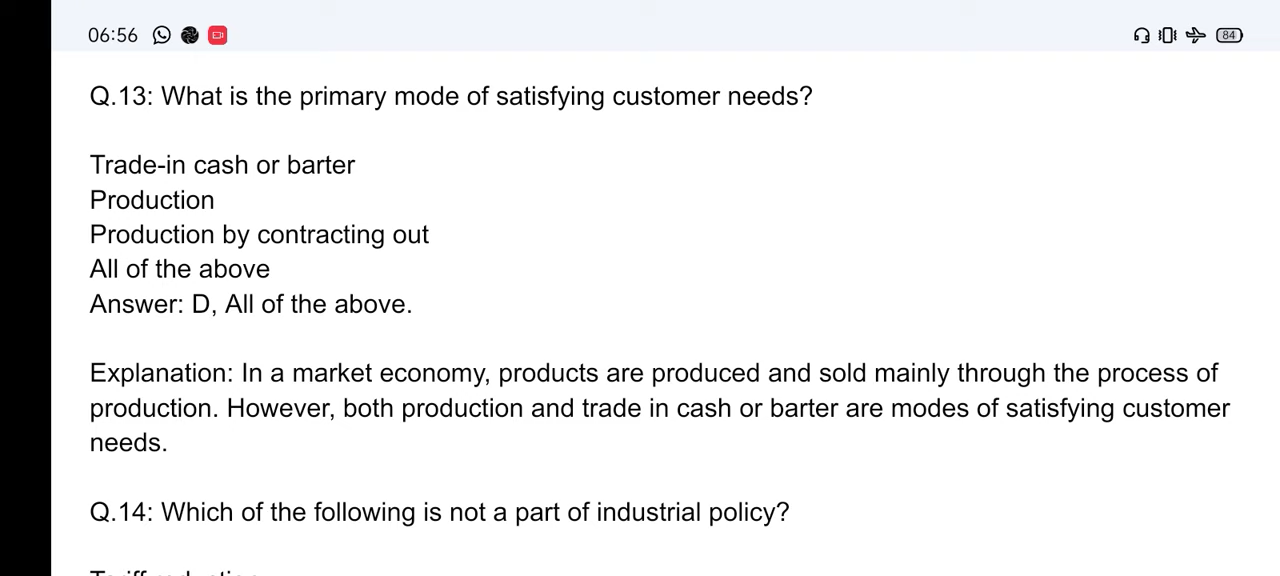 06:56
84
Q.13: What is the primary mode of satisfying customer needs?
Trade-in cash or barter
Production
Production by contracting out
All of the above
Answer: D, All of the above.
Explanation: In a market economy, products are produced and sold mainly through the process of
production. However, both production and trade in cash or barter are modes of satisfying customer
needs.
Q.14: Which of the following is not a part of industrial policy?